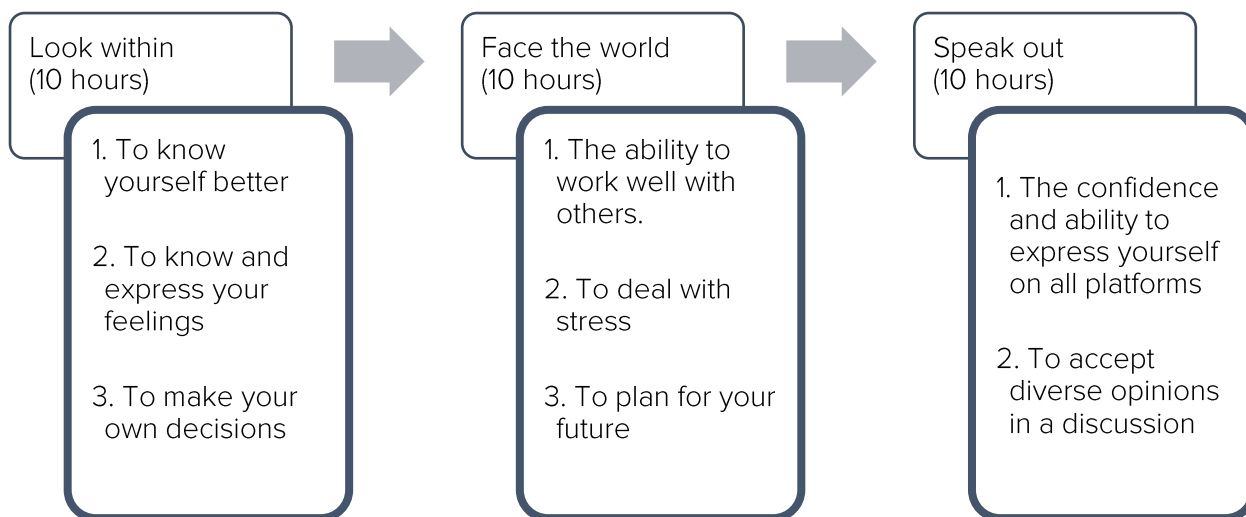 Look within
(10 hours)
1. To know
yourself better
2. To know and
express your
feelings
3. To make your
own decisions
Face the world
(10 hours)
1. The ability to
work well with
others.
2. To deal with
stress
3. To plan for your
future
Speak out
(10 hours)
1. The confidence
and ability to
express yourself
on all platforms
2. To accept
diverse opinions
in a discussion